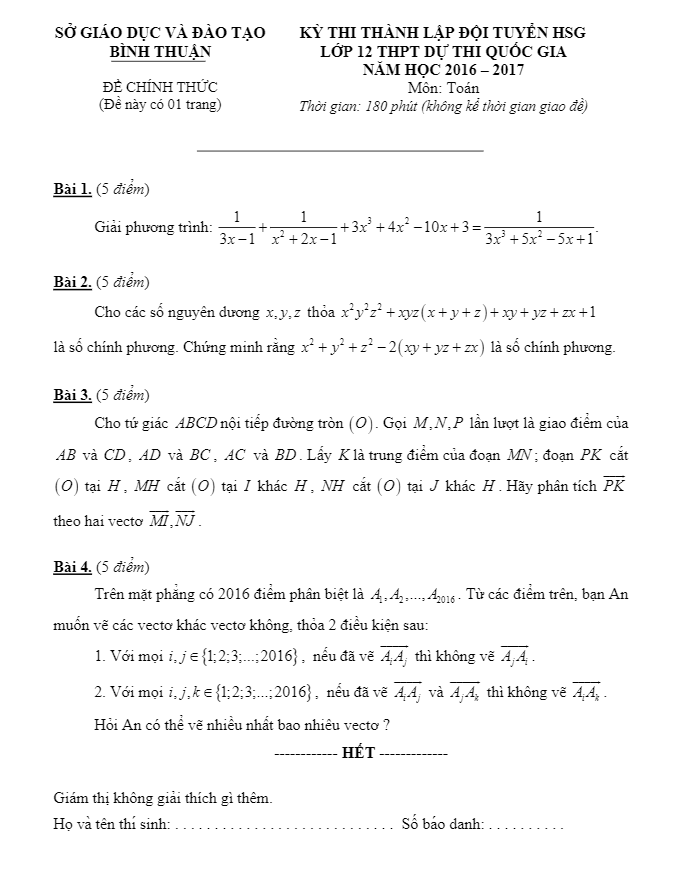 SỞ GIÁO DỤC VÀ ĐÀO TẠO
BÌNH THUẬN
ĐỀ CHÍNH THỨC
(Đề này có 01 trang)
KỲ THI THÀNH LẬP ĐỘI TUYỂN HSG
LỚP 12 THPT DỰ THI QUỐC GIA
NĂM HỌC 2016 – 2017
Môn: Toán
Thời gian: 180 phút (không kể thời gian giao đề)
Bài 1. (5 điểm)
Giải phương trình: $\frac{1}{3x-1}+\frac{1}{x^2+2x-1}+3x^3+4x^2-10x+3=\frac{1}{3x^3+5x^2-5x+1}$.
Bài 2. (5 điểm)
Cho các số nguyên dương $x,y,z$ thỏa $x^2y^2z^2+xyz(x+y+z)+xy+yz+zx+1$
là số chính phương. Chứng minh rằng $x^2+y^2+z^2-2(xy+yz+zx)$ là số chính phương.
Bài 3. (5 điểm)
Cho tứ giác ABCD nội tiếp đường tròn (O). Gọi M,N,P lần lượt là giao điểm của
AB và CD, AD và BC, AC và BD. Lấy K là trung điểm của đoạn MN; đoạn PK cắt
(O) tại H, MH cắt (O) tại I khác H, NH cắt (O) tại J khác H. Hãy phân tích $\overrightarrow{PK}$
theo hai vectơ $\overrightarrow{MI},\overrightarrow{NJ}$.
Bài 4. (5 điểm)
Trên mặt phẳng có 2016 điểm phân biệt là $A_1,A_2,...,A_{2016}$. Từ các điểm trên, bạn An
muốn vẽ các vectơ khác vectơ không, thỏa 2 điều kiện sau:
1. Với mọi $i,j\in\{1;2;3;...;2016\}$, nếu đã vẽ $\overrightarrow{A_iA_j}$ thì không vẽ $\overrightarrow{A_jA_i}$.
2. Với mọi $i,j,k\in\{1;2;3;...;2016\}$, nếu đã vẽ $\overrightarrow{A_iA_j}$ và $\overrightarrow{A_jA_k}$ thì không vẽ $\overrightarrow{A_iA_k}$.
Hỏi An có thể vẽ nhiều nhất bao nhiêu vectơ ?
------------ HẾT -------------
Giám thị không giải thích gì thêm.
Họ và tên thí sinh: . . . . . . . . . . . . . . . . . . . . . . . . . . . . Số báo danh: . . . . . . . . . .